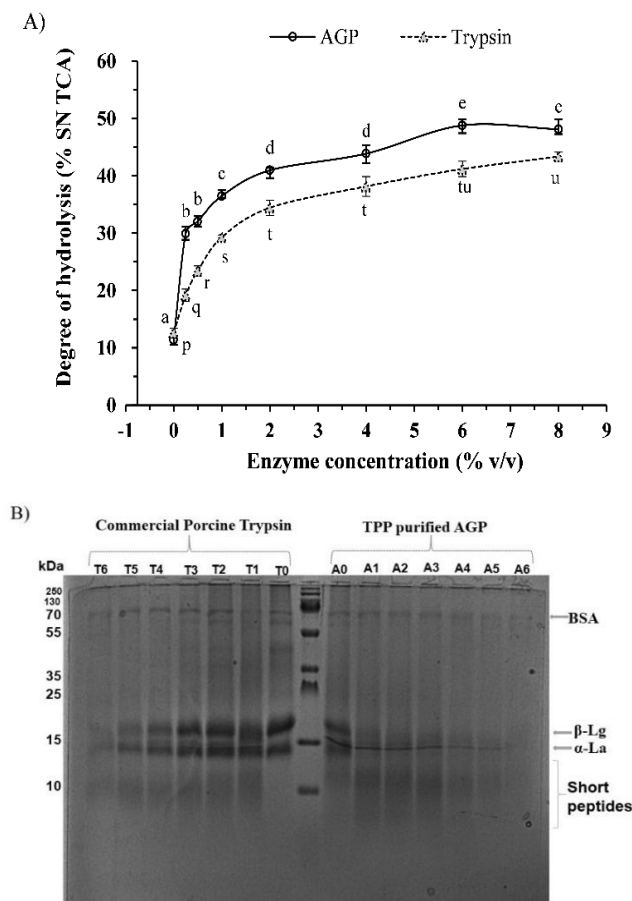 A)
AGP Trypsin
Degree of hydrolysis (% SN TCA)
60
50
40
30
20
10
0
a
b
b
c
d
d
e
e
p
q
r
s
t
t
tu
u
-1 0 1 2 3 4 5 6 7 8 9
Enzyme concentration (% v/v)
B)
Commercial Porcine Trypsin TPP purified AGP
kDa T6 T5 T4 T3 T2 T1 T0 A0 A1 A2 A3 A4 A5 A6
250
130
70
55
35
25
15
10
BSA
β-Lg
α-La
Short
peptides